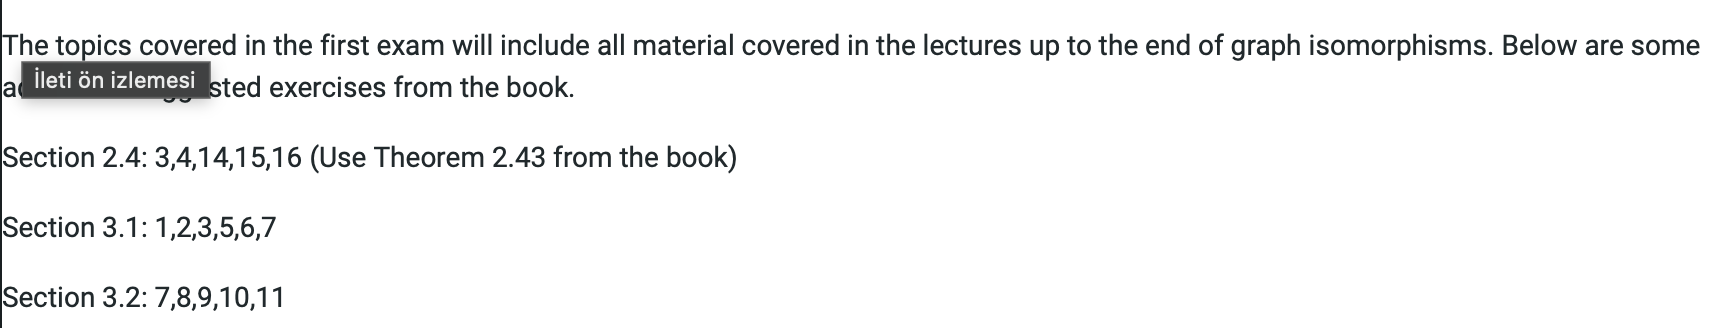 The topics covered in the first exam will include all material covered in the lectures up to the end of graph isomorphisms. Below are some
İleti ön izlemesi
exercises from the book.
Section 2.4: 3,4,14,15,16 (Use Theorem 2.43 from the book)
Section 3.1: 1,2,3,5,6,7
Section 3.2: 7,8,9,10,11